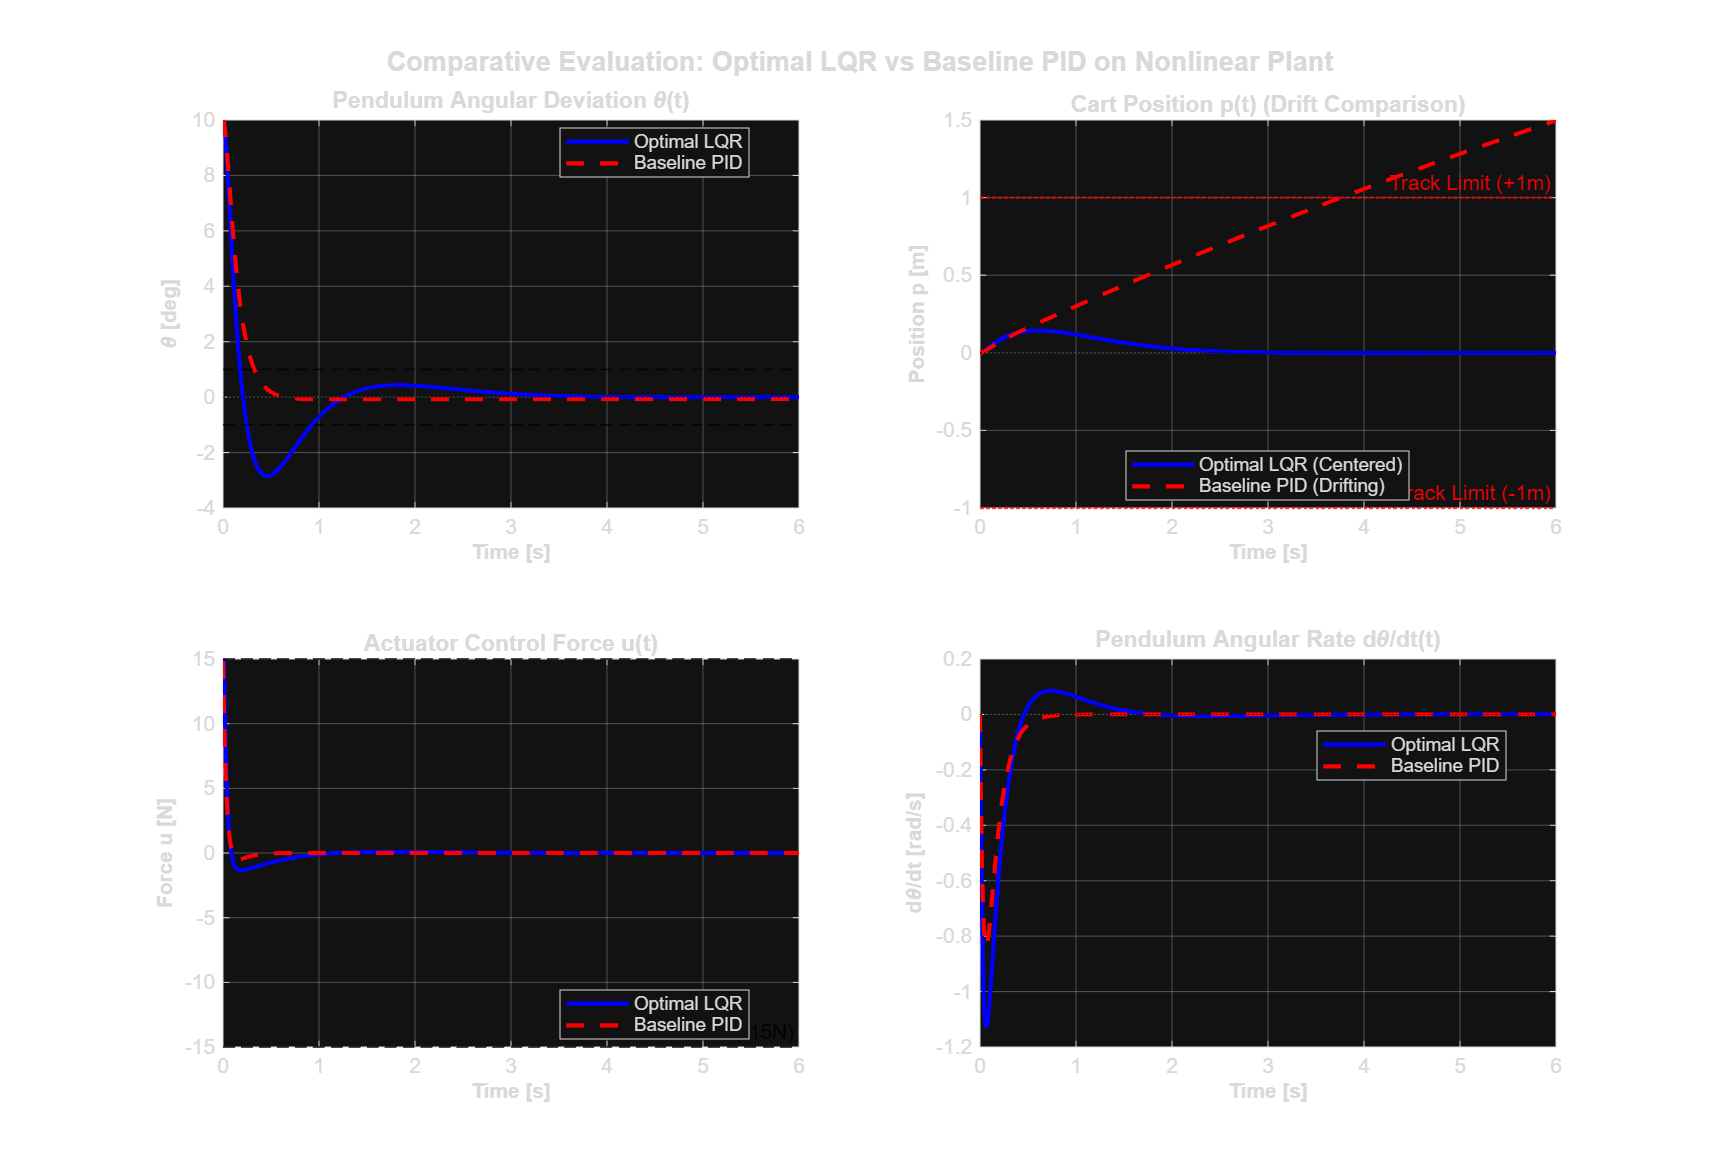 Comparative Evaluation: Optimal LQR vs Baseline PID on Nonlinear Plant
Pendulum Angular Deviation θ(t)
10
8
6
4
2
0
-2
-4
θ [deg]
Optimal LQR
Baseline PID
0 1 2 3 4 5 6
Time [s]
Cart Position p(t) (Drift Comparison)
1.5
1
0.5
0
-0.5
-1
Position p [m]
Track Limit (+1m)
Optimal LQR (Centered)
Baseline PID (Drifting)
rack Limit (-1m)
0 1 2 3 4 5 6
Time [s]
Actuator Control Force u(t)
15
10
5
0
-5
-10
-15
Force u [N]
Optimal LQR
Baseline PID
15N)
0 1 2 3 4 5 6
Time [s]
Pendulum Angular Rate dθ/dt(t)
0.2
0
-0.2
-0.4
-0.6
-0.8
-1
-1.2
dθ/dt [rad/s]
Optimal LQR
Baseline PID
0 1 2 3 4 5 6
Time [s]